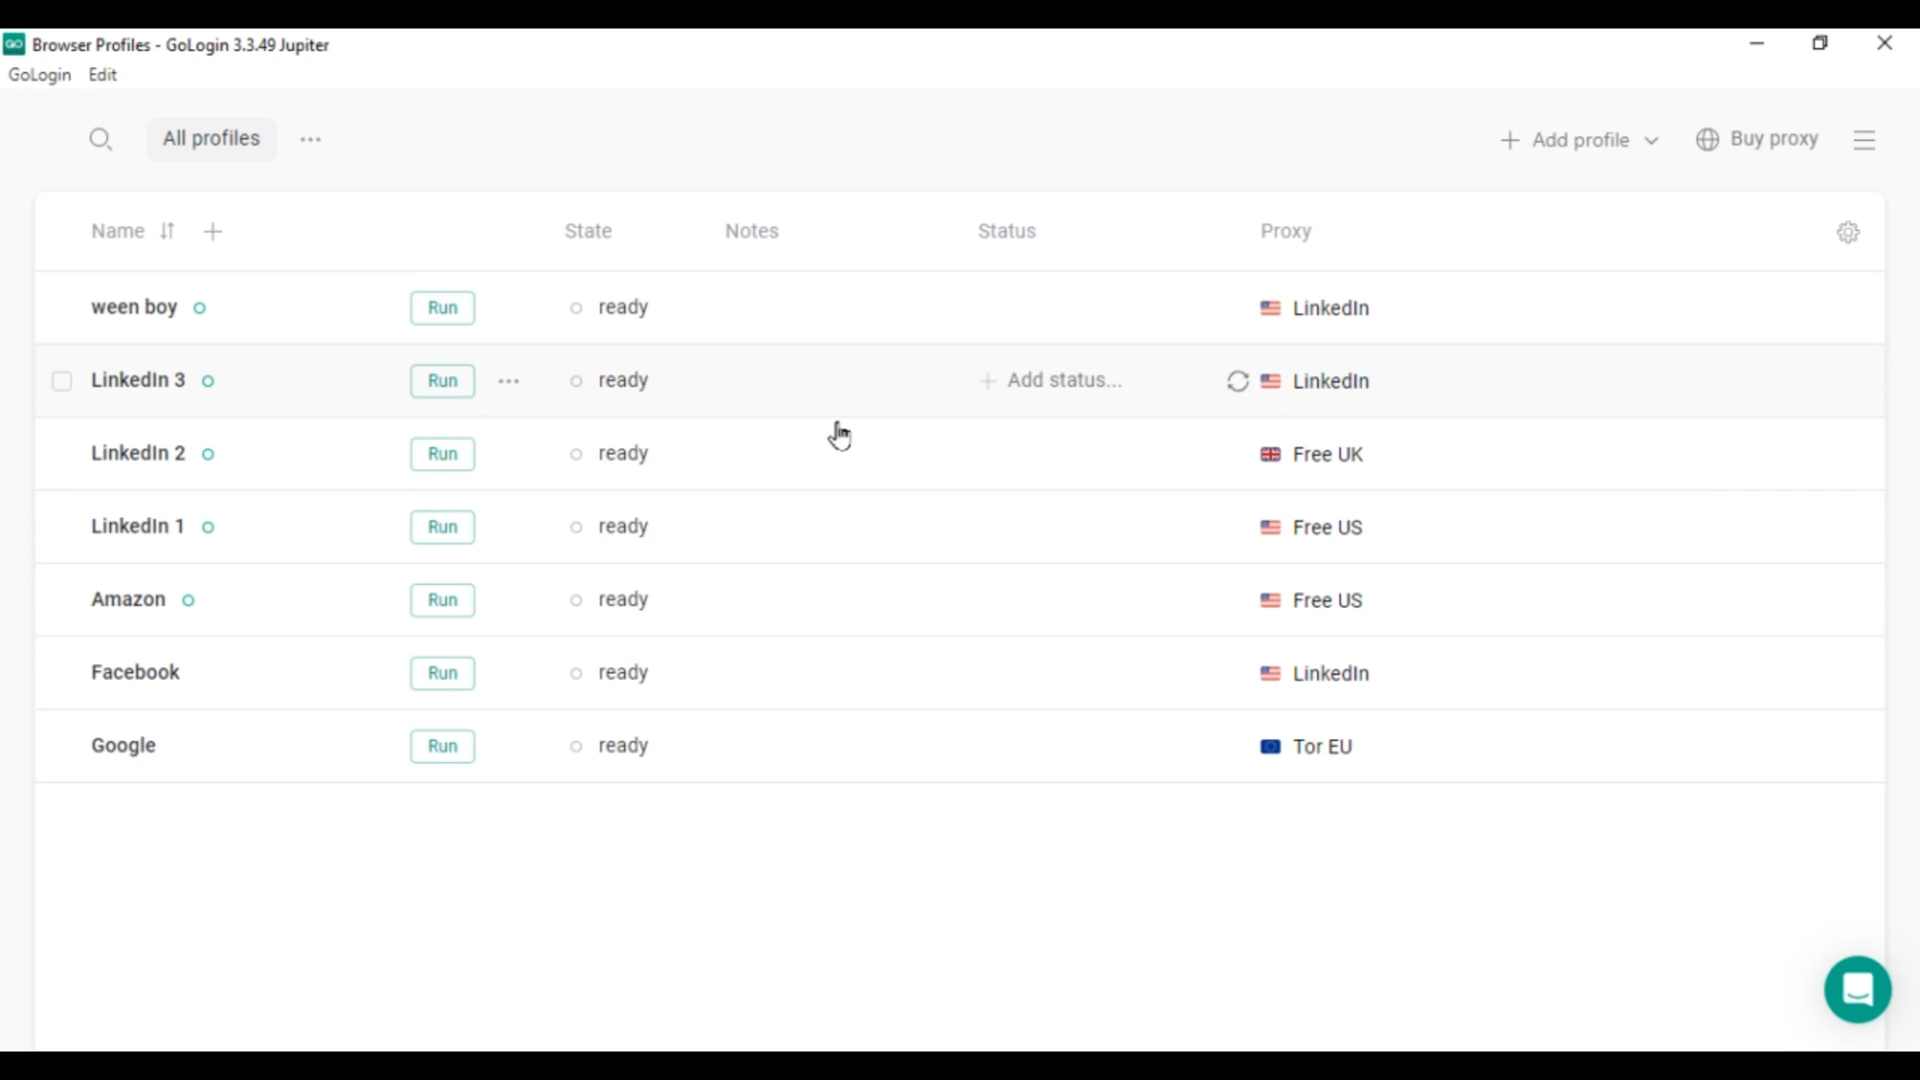 Browser Profiles - GoLogin 3.3.49 Jupiter
GoLogin Edit
All profiles ... + Add profile Buy proxy
Name + State Notes Status Proxy
ween boy Run ready LinkedIn
LinkedIn 3 Run ... ready + Add status... LinkedIn
LinkedIn 2 Run ready Free UK
LinkedIn 1 Run ready Free US
Amazon Run ready Free US
Facebook Run ready LinkedIn
Google Run ready Tor EU